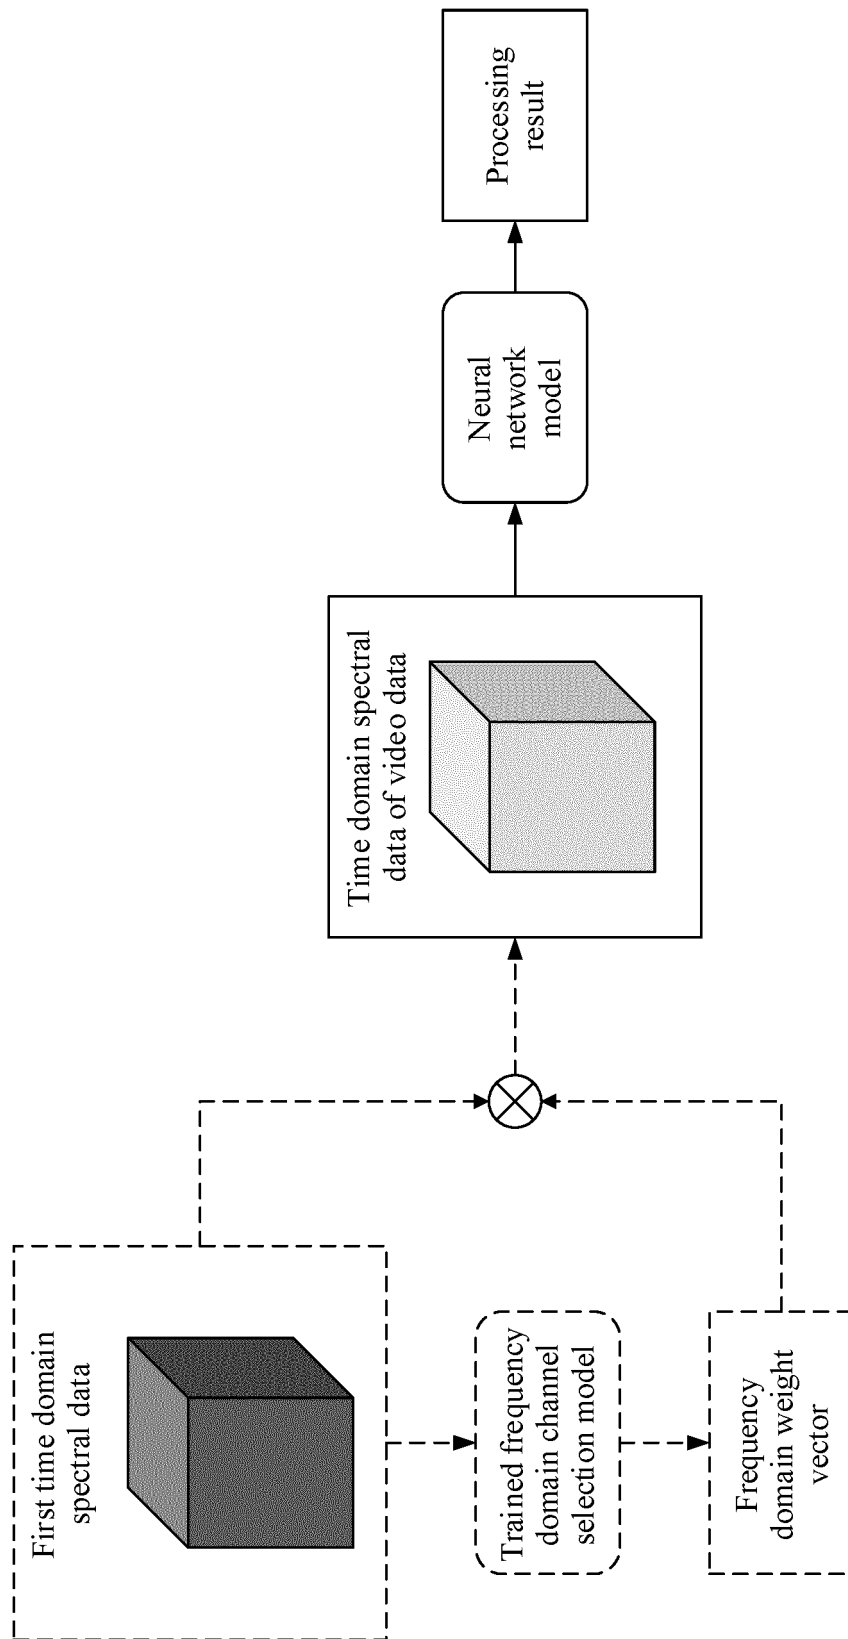 First time domain
spectral data
Trained frequency
domain channel
selection model
Frequency
domain weight
vector
Time domain spectral
data of video data
Neural
network
model
Processing
result